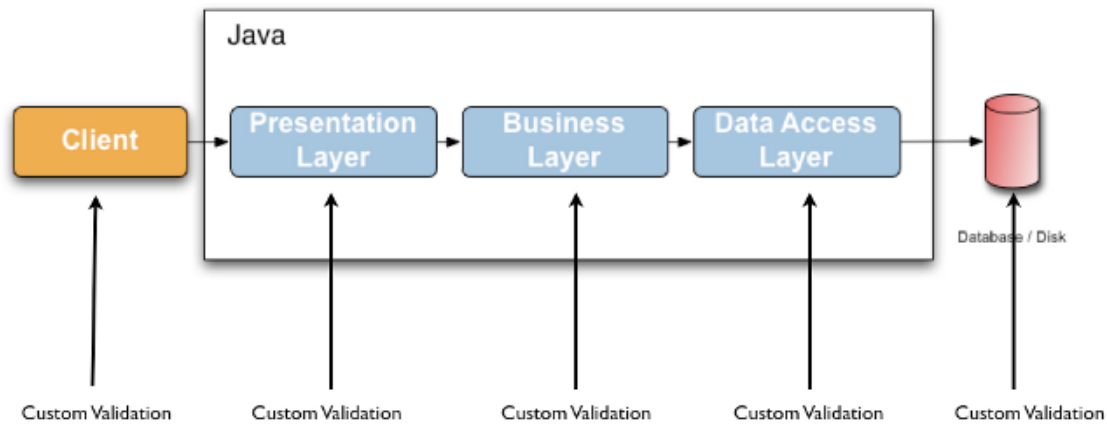 Java
Client
Presentation
Layer
Business
Layer
Data Access
Layer
Database / Disk
Custom Validation
Custom Validation
Custom Validation
Custom Validation
Custom Validation